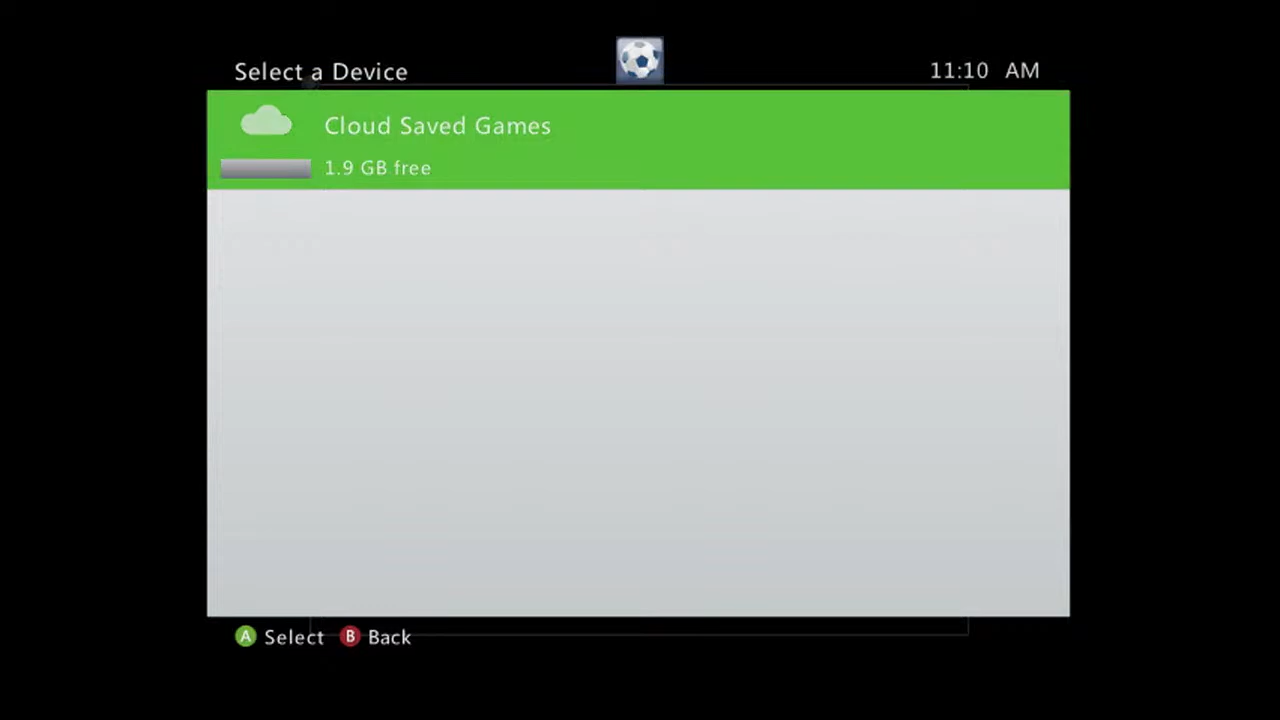 Select a Device
11:10 AM
Cloud Saved Games
1.9 GB free
A Select B Back